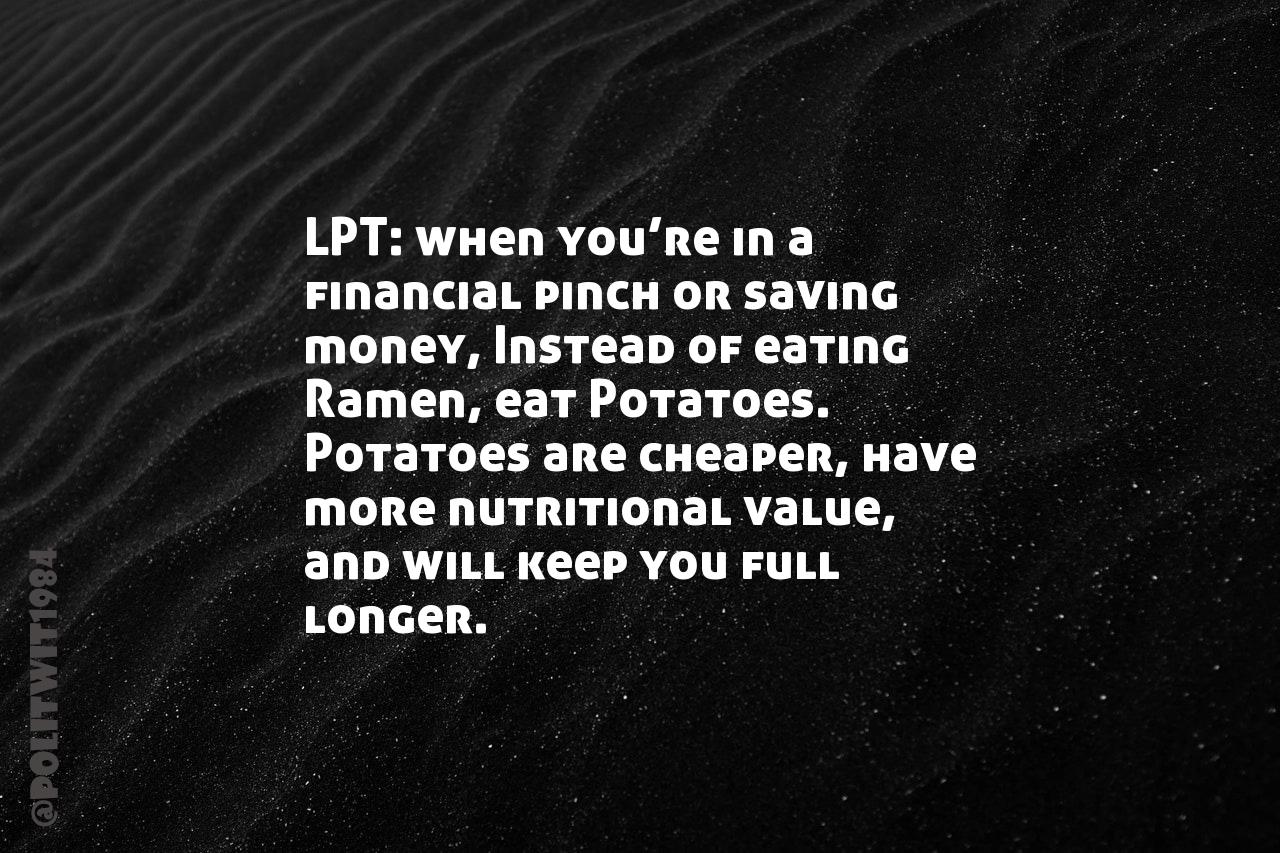 LPT: when you're in a
financial pinch or saving
money, Instead of eating
Ramen, eat Potatoes.
Potatoes are cheaper, have
more nutritional value,
and will keep you full
longer.
@POLITWIT1984